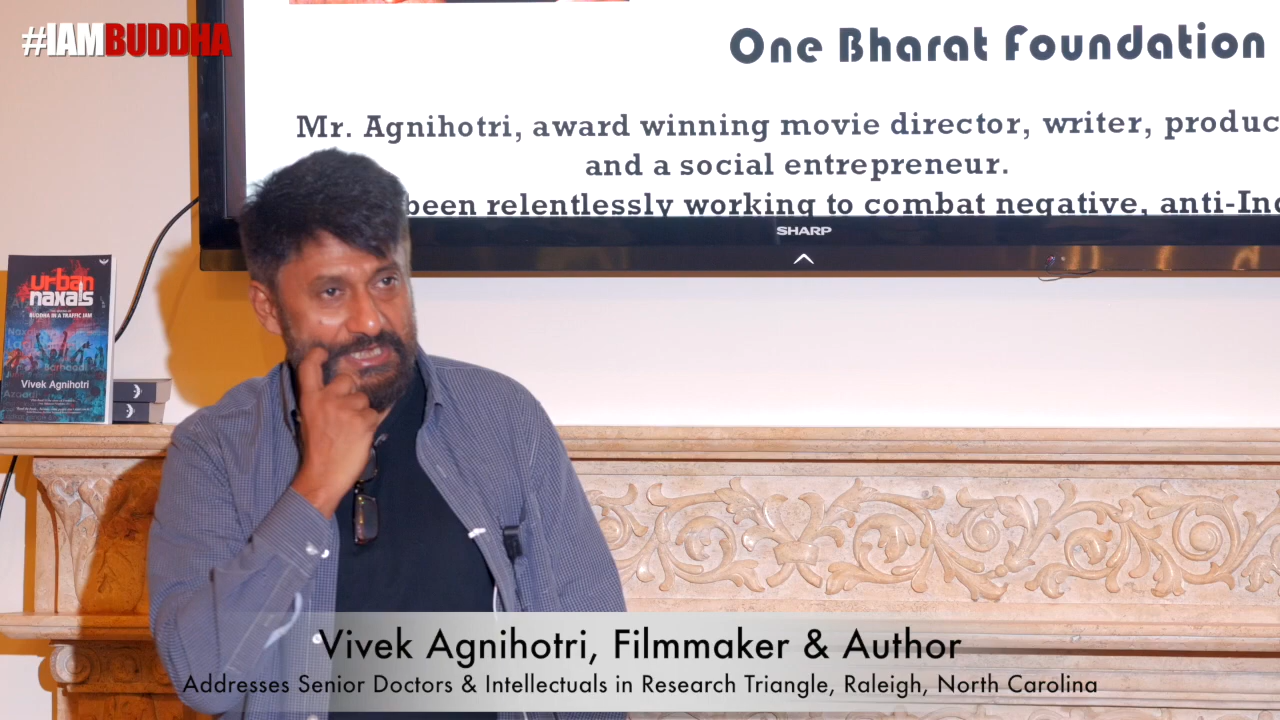 #IAMBUDDHA
One Bharat Foundation
Mr. Agnihotri, award winning movie director, writer, produc
and a social entrepreneur.
been relentlessly working to combat negative, anti-Ind
SHARP
urban
naxals
BUDDHA IN A TRAFFIC JAM
Vivek Agnihotri
Vivek Agnihotri, Filmmaker & Author
Addresses Senior Doctors & Intellectuals in Research Triangle, Raleigh, North Carolina